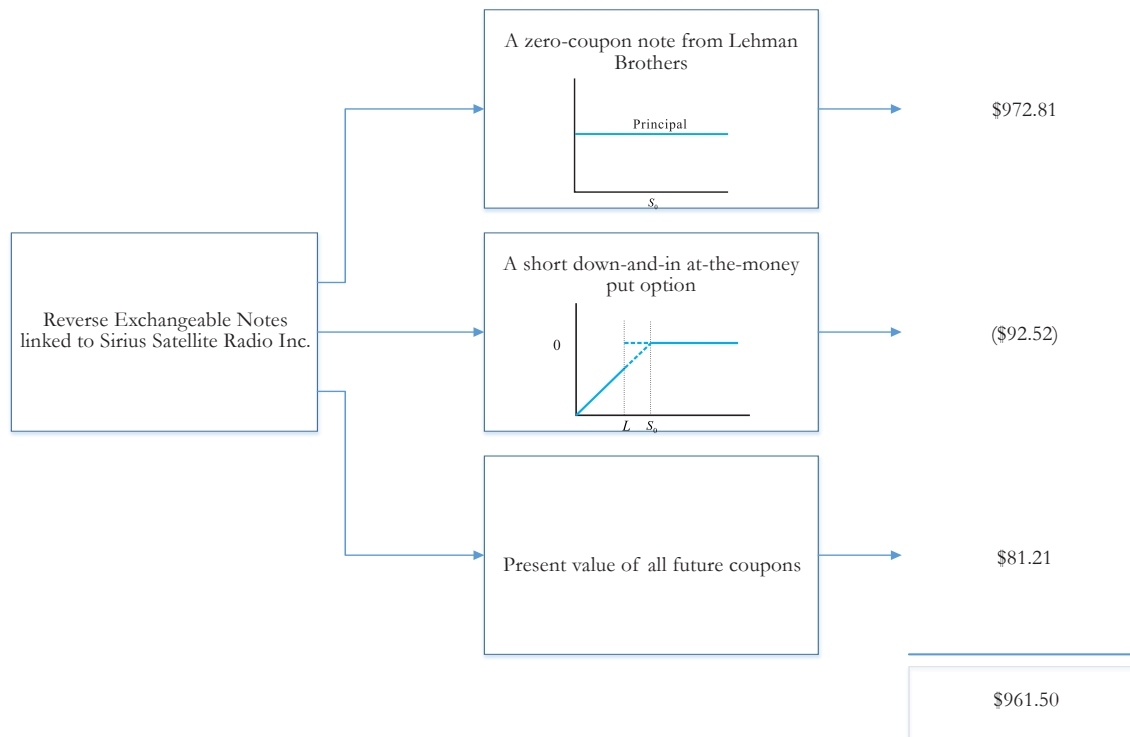 A zero-coupon note from Lehman
Brothers
Principal
S₀
$972.81
Reverse Exchangeable Notes
linked to Sirius Satellite Radio Inc.
A short down-and-in at-the-money
put option
0
L S₀
($92.52)
Present value of all future coupons
$81.21
$961.50